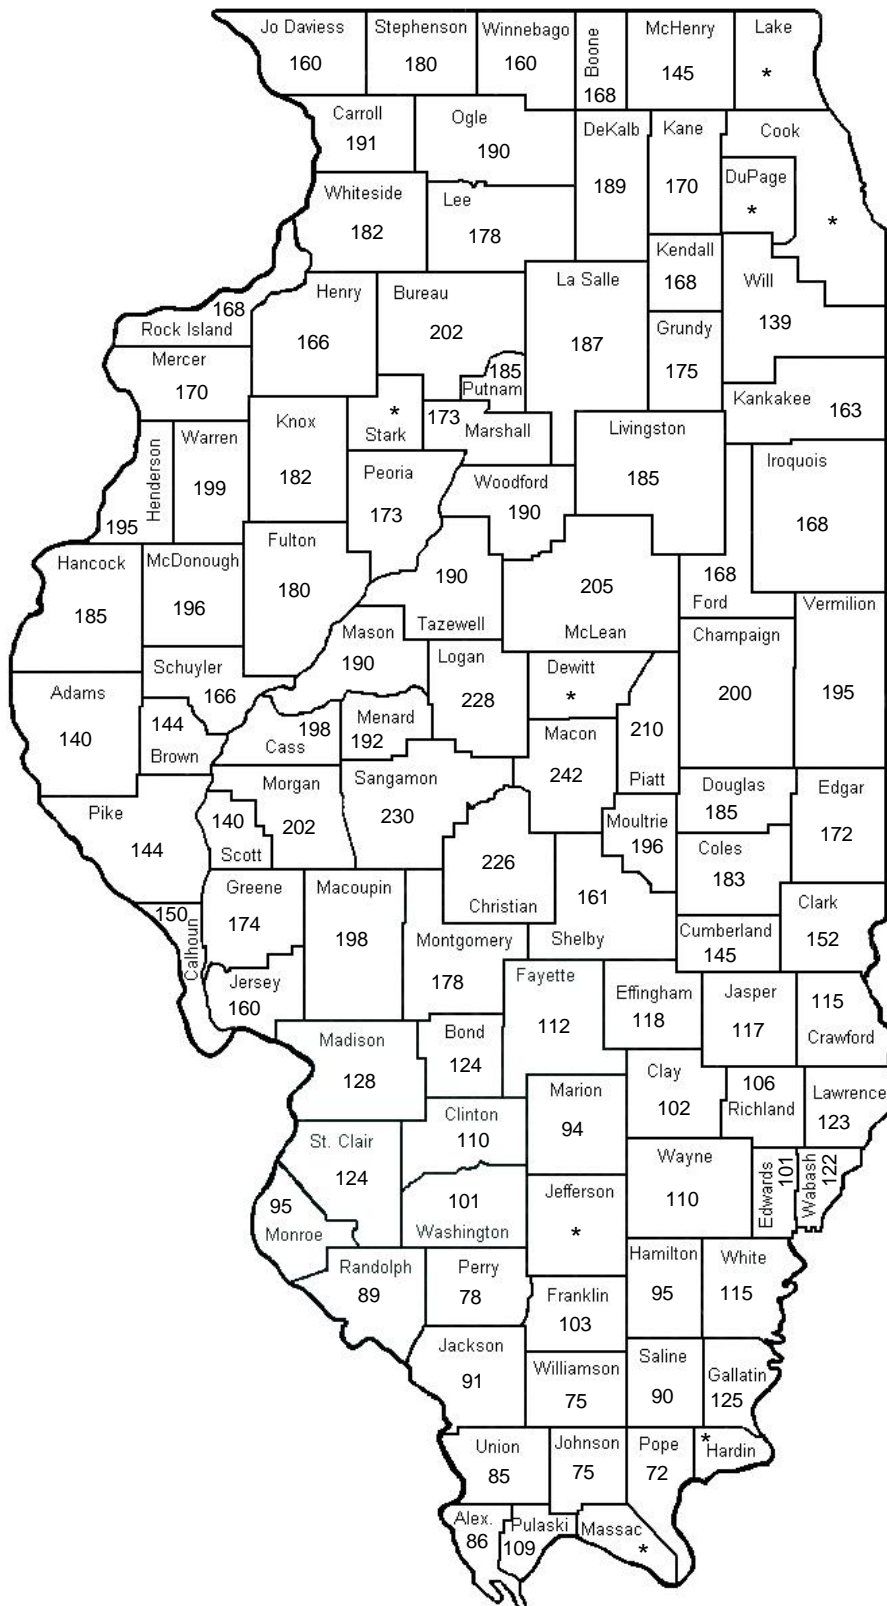 Jo Daviess
160
Stephenson
180
Winnebago
160
Boone
168
McHenry
145
Lake
*
Carroll
191
Ogle
190
DeKalb
189
Kane
170
Cook
*
DuPage
*
Whiteside
182
Lee
178
Kendall
168
Will
139
Rock Island
168
Henry
166
Bureau
202
La Salle
187
Grundy
175
Mercer
170
Putnam
185
Kankakee
163
Henderson
195
Warren
199
Knox
182
Stark
*
Marshall
173
Livingston
185
Iroquois
168
Peoria
173
Woodford
190
Hancock
185
McDonough
196
Fulton
180
Tazewell
190
McLean
205
Ford
168
Vermilion
195
Mason
190
Logan
228
Dewitt
*
Champaign
200
Adams
140
Schuyler
166
Brown
144
Cass
198
Menard
192
Macon
242
Piatt
210
Pike
144
Scott
140
Morgan
202
Sangamon
230
Moultrie
196
Douglas
185
Edgar
172
Coles
183
Christian
226
Shelby
161
Greene
174
Macoupin
198
Calhoun
150
Jersey
160
Montgomery
178
Cumberland
145
Clark
152
Fayette
112
Effingham
118
Jasper
117
Crawford
115
Madison
128
Bond
124
Clay
102
Richland
106
Lawrence
123
Marion
94
Clinton
110
St. Clair
124
Wayne
110
Edwards
101
Wabash
122
Monroe
95
Washington
101
Jefferson
*
Randolph
89
Perry
78
Hamilton
95
White
115
Franklin
103
Jackson
91
Williamson
75
Saline
90
Gallatin
125
Union
85
Johnson
75
Pope
72
Hardin
*
Alex.
86
Pulaski
109
Massac
*